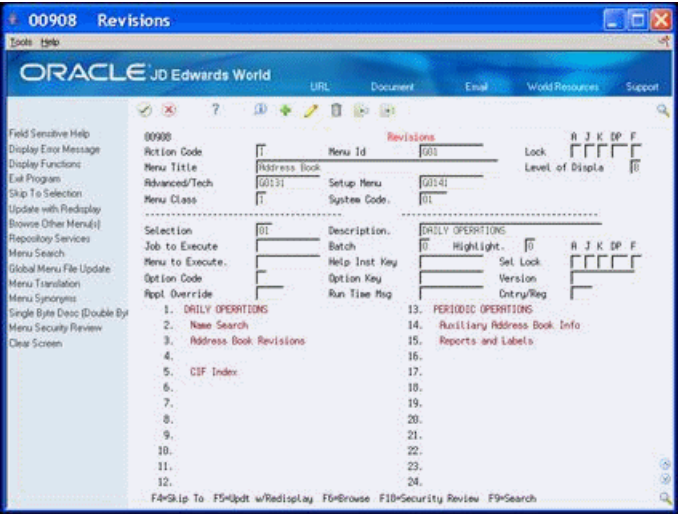 00908   Revisions
Tools Help
ORACLE JD Edwards World
URL Document Email World Resources Support
Field Sensitive Help
Display Error Message
Display Functions
Exit Program
Skip To Selection
Update with Redisplay
Browse Other Menu(s)
Repository Services
Menu Search
Global Menu File Update
Menu Translation
Menu Synonyms
Single Byte Desc (Double Byt
Menu Security Review
Clear Screen
00908 Revisions A J K DP F
Action Code I Menu Id G01 Lock
Menu Title Address Book Level of Displa
Advanced/Tech G0131 Setup Menu G0141
Menu Class 1 System Code. 01
Selection 01 Description. DAILY OPERATIONS
Job to Execute Batch 0 Highlight. 0 A J K DP F
Menu to Execute. Help Inst Key Sel Lock
Option Code Option Key Version
Appl Override Run Time Msg Cntry/Reg
1. DAILY OPERATIONS 13. PERIODIC OPERATIONS
2. Name Search 14. Auxiliary Address Book Info
3. Address Book Revisions 15. Reports and Labels
4. 16.
5. CIF Index 17.
6. 18.
7. 19.
8. 20.
9. 21.
10. 22.
11. 23.
12. 24.
F4=Skip To F5=Updt w/Redisplay F6=Browse F10=Security Review F9=Search